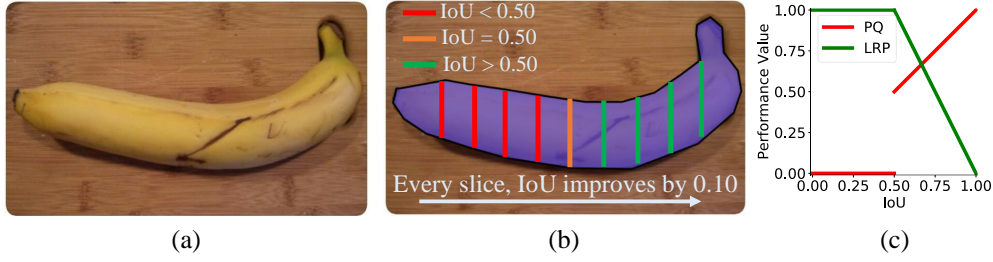 IoU < 0.50
IoU = 0.50
IoU > 0.50
Every slice, IoU improves by 0.10
PQ
LRP
Performance Value
1.00
0.75
0.50
0.25
0.00
0.00 0.25 0.50 0.75 1.00
IoU
(a) (b) (c)